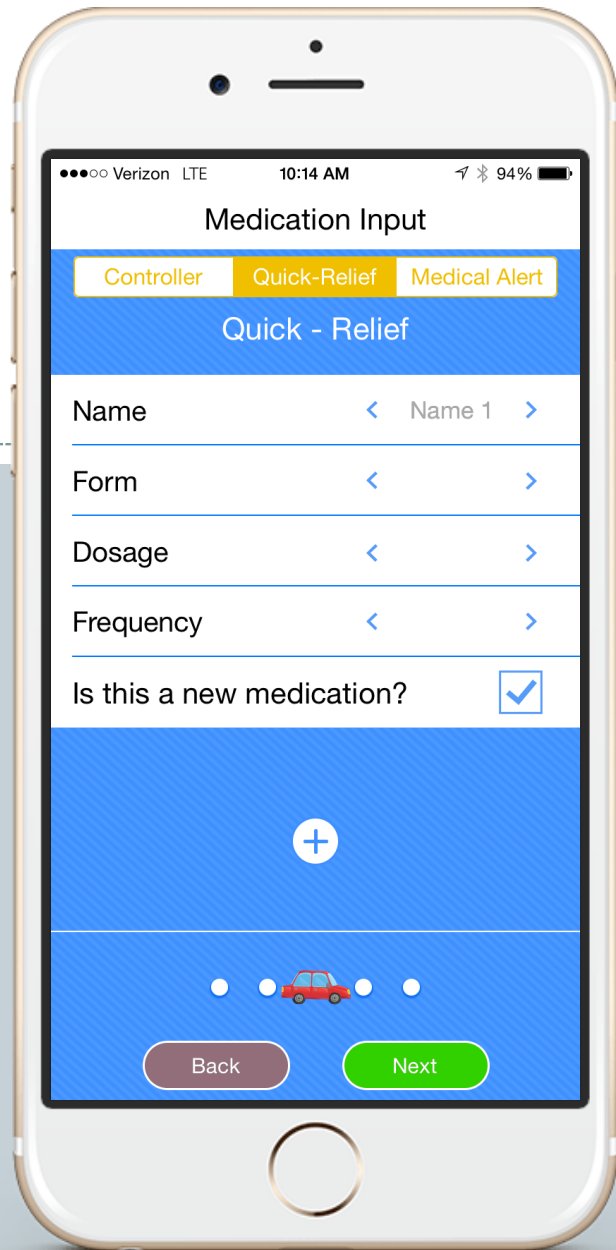 Verizon LTE 10:14 AM 94%
Medication Input
Controller Quick-Relief Medical Alert
Quick - Relief
Name Name 1
Form
Dosage
Frequency
Is this a new medication?
Back Next